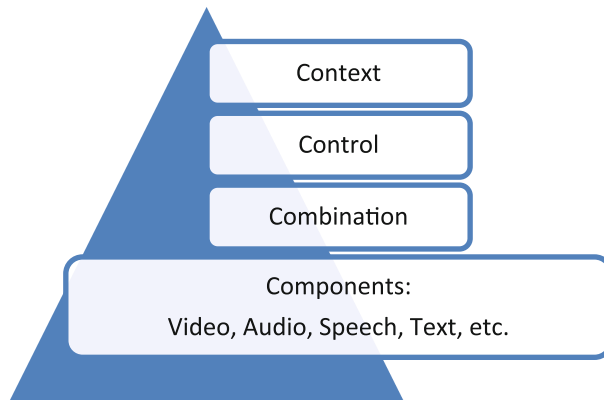 Context
Control
Combination
Components:
Video, Audio, Speech, Text, etc.